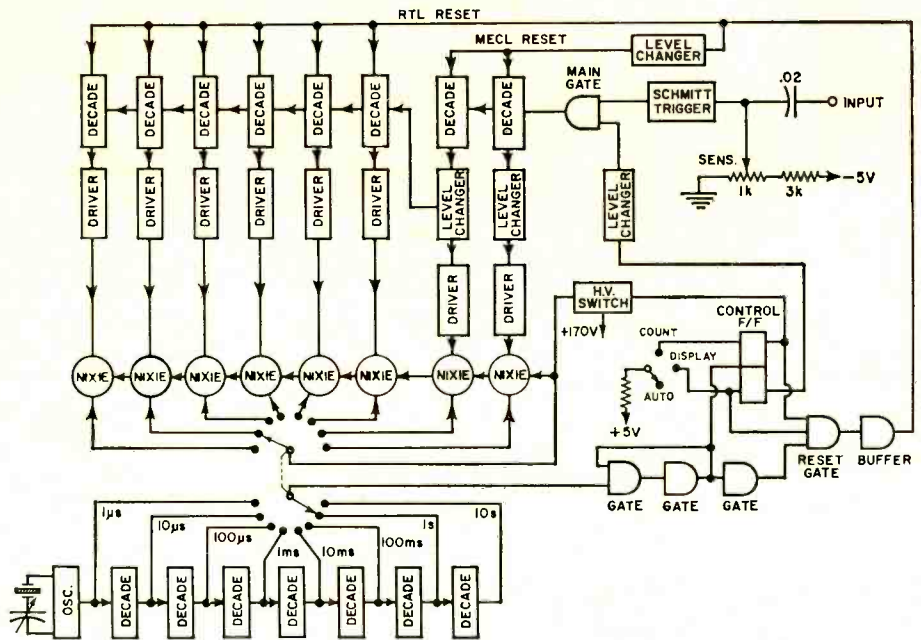 RTL RESET
MECL RESET
LEVEL CHANGER
MAIN GATE
SCHMITT TRIGGER
.02
INPUT
DECADE
DECADE
DECADE
DECADE
DECADE
DECADE
DECADE
DECADE
SENS.
1k
3k
-5V
DRIVER
DRIVER
DRIVER
DRIVER
DRIVER
DRIVER
LEVEL CHANGER
LEVEL CHANGER
LEVEL CHANGER
DRIVER
DRIVER
H.V. SWITCH
+170V
CONTROL F/F
COUNT
DISPLAY
AUTO
+5V
NIXIE
NIXIE
NIXIE
NIXIE
NIXIE
NIXIE
NIXIE
NIXIE
RESET GATE
BUFFER
GATE
GATE
GATE
1µs
10µs
100µs
1ms
10ms
100ms
1s
10s
OSC.
DECADE
DECADE
DECADE
DECADE
DECADE
DECADE
DECADE